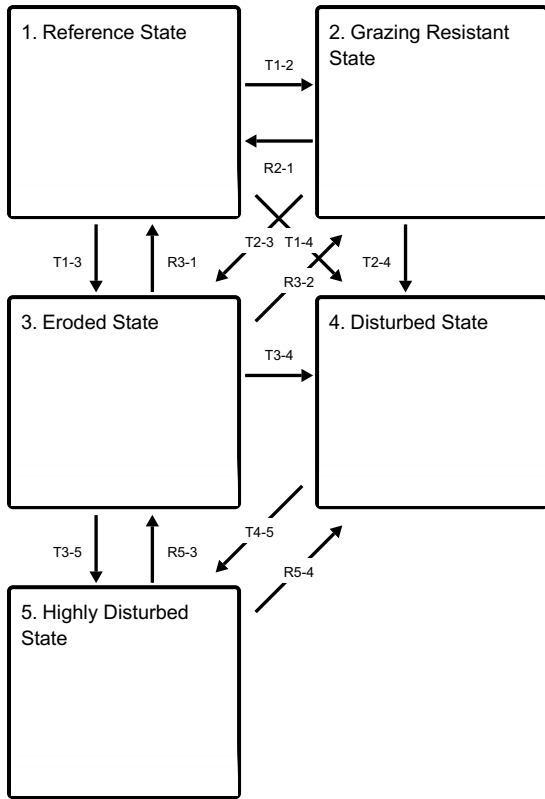 1. Reference State
2. Grazing Resistant
State
T1-2
R2-1
T2-3
T1-4
T1-3
R3-1
R3-2
T2-4
3. Eroded State
4. Disturbed State
T3-4
T4-5
T3-5
R5-3
R5-4
5. Highly Disturbed
State